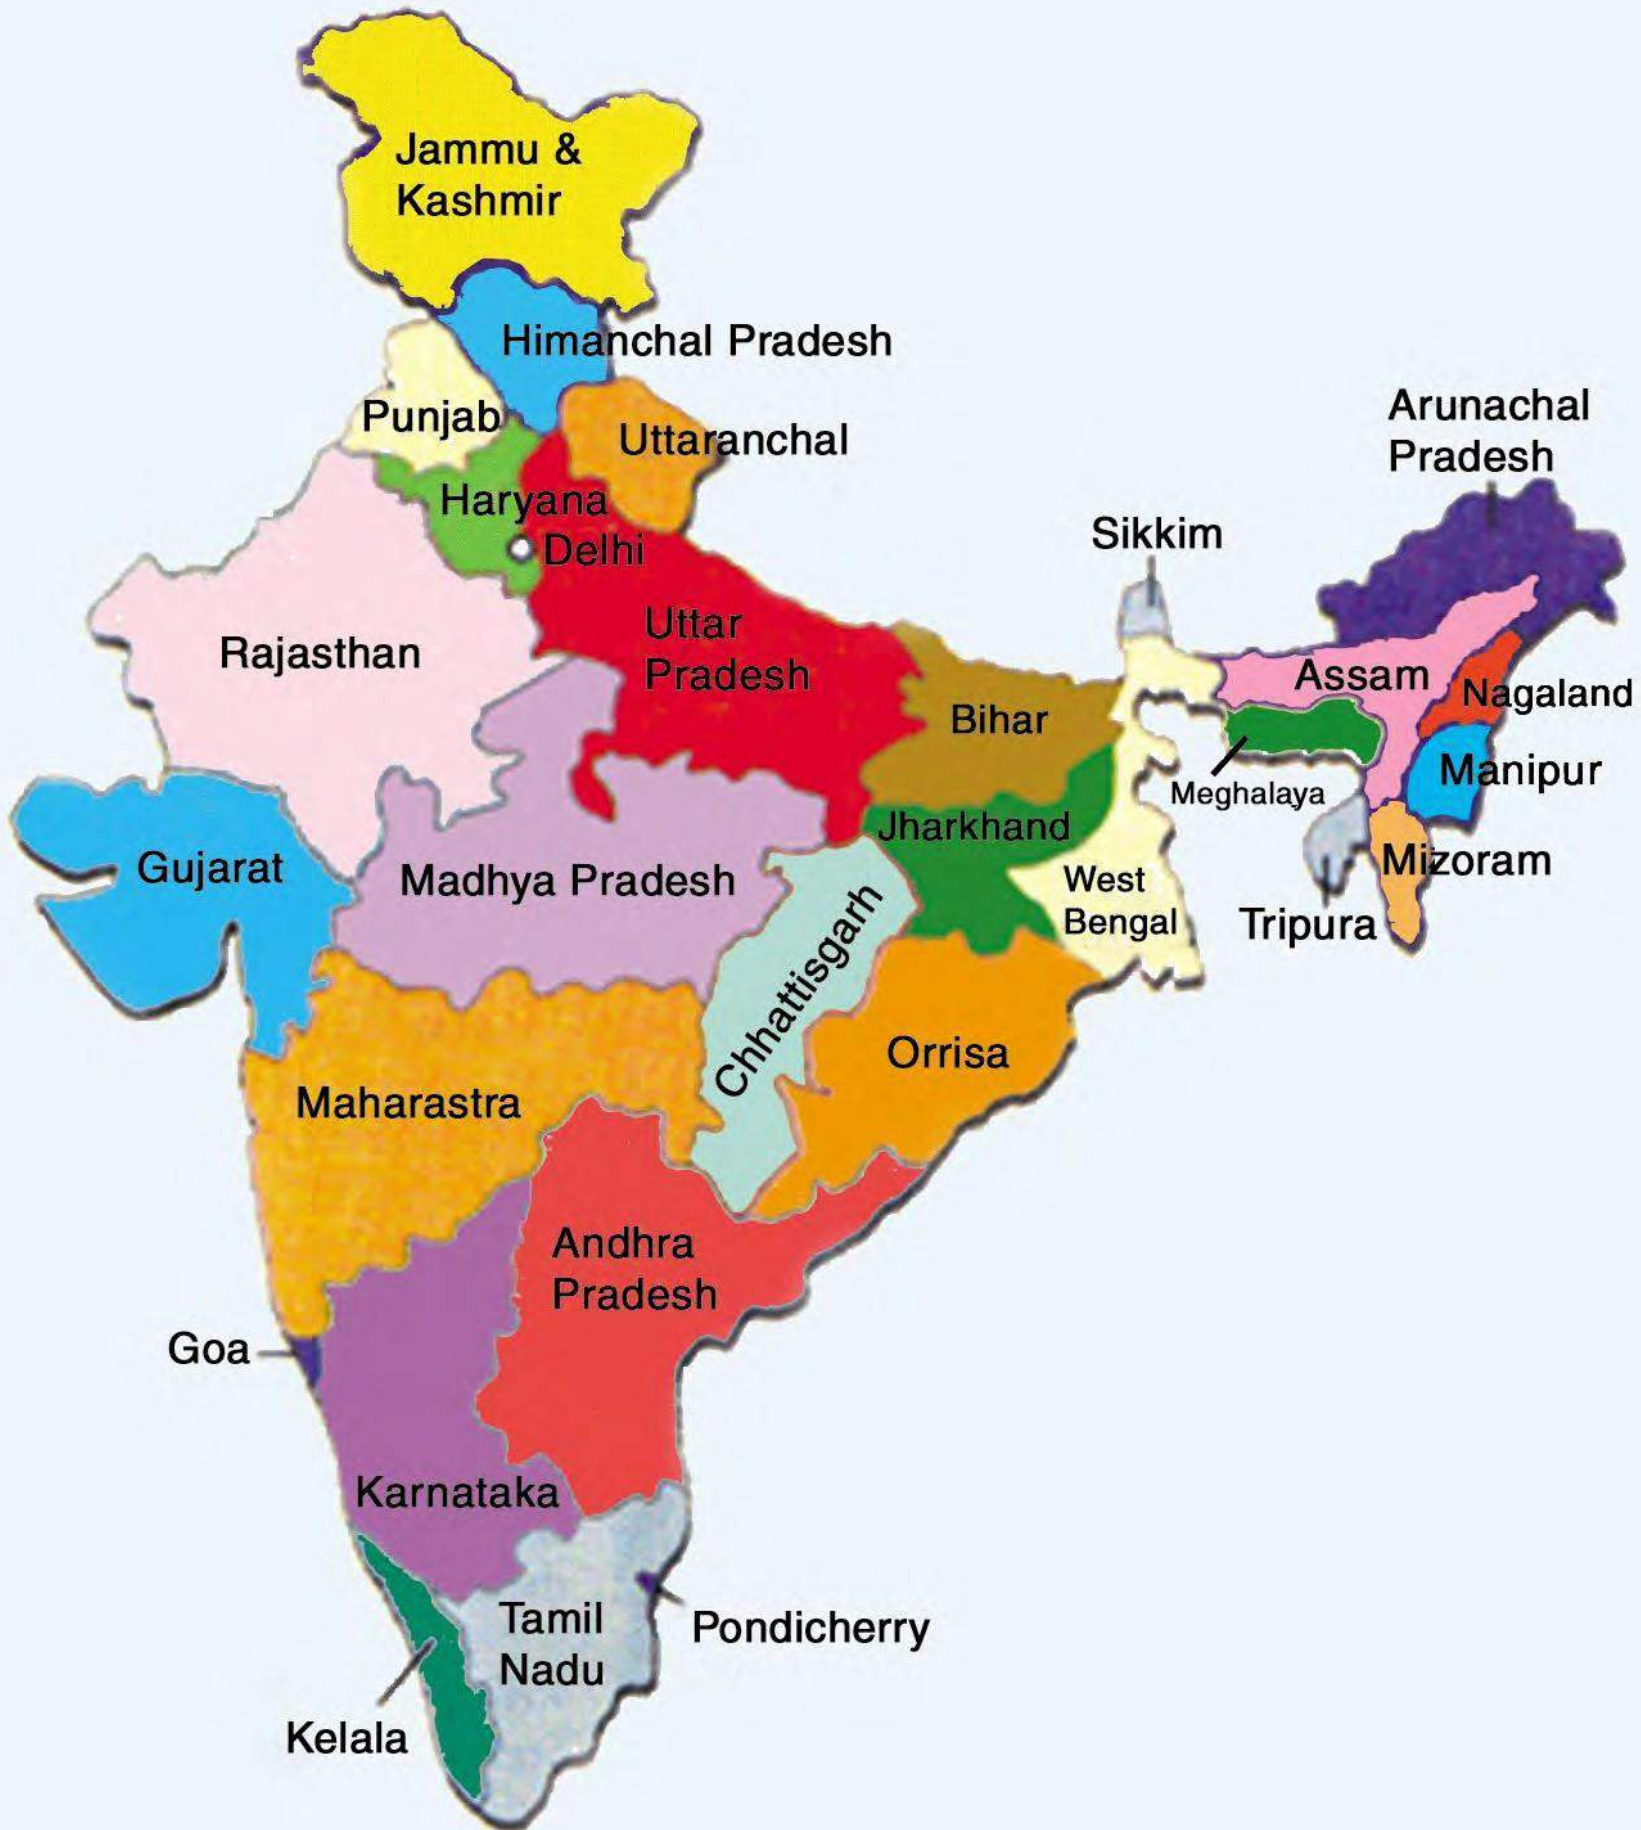 Jammu &
Kashmir
Himanchal Pradesh
Punjab
Uttaranchal
Arunachal
Pradesh
Haryana
Sikkim
Delhi
Uttar
Pradesh
Rajasthan
Assam
Nagaland
Bihar
Manipur
Meghalaya
Jharkhand
Gujarat
Madhya Pradesh
Mizoram
West
Bengal
Tripura
Chhattisgarh
Orrisa
Maharastra
Andhra
Pradesh
Goa
Karnataka
Tamil
Nadu
Pondicherry
Kelala